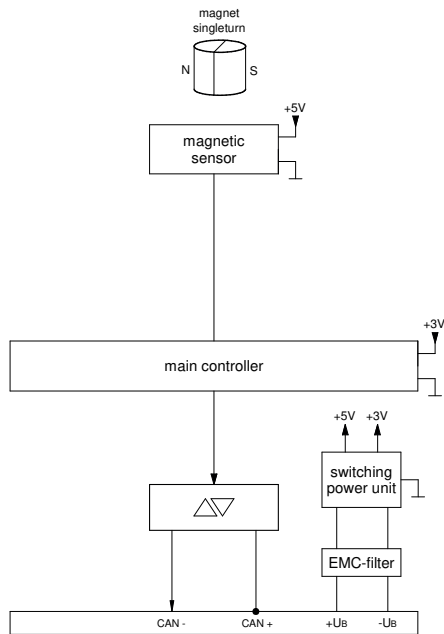 magnet
singleturn
N S
+5V
magnetic
sensor
+3V
main controller
+5V +3V
switching
power unit
EMC-filter
CAN - CAN + +UB -UB